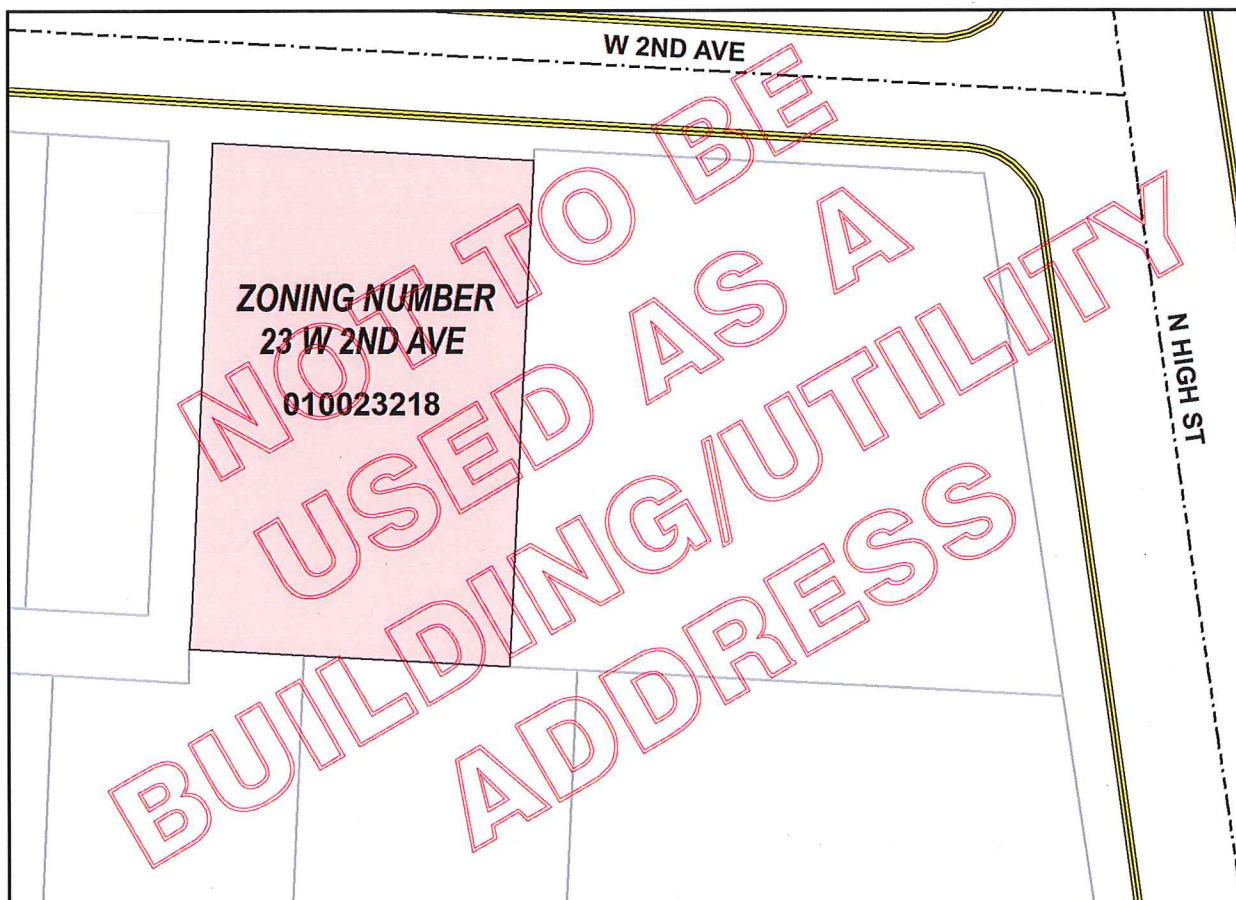 W 2ND AVE
ZONING NUMBER
23 W 2ND AVE
010023218
N HIGH ST
NOT TO BE
USED AS A
BUILDING/UTILITY
ADDRESS